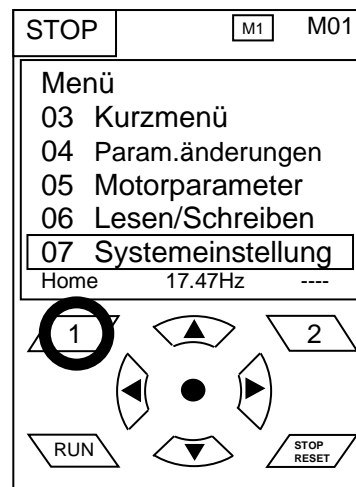 STOP M1 M01
Menü
03 Kurzmenü
04 Param.änderungen
05 Motorparameter
06 Lesen/Schreiben
07 Systemeinstellung
Home 17.47Hz ----
1 2
RUN STOP
RESET